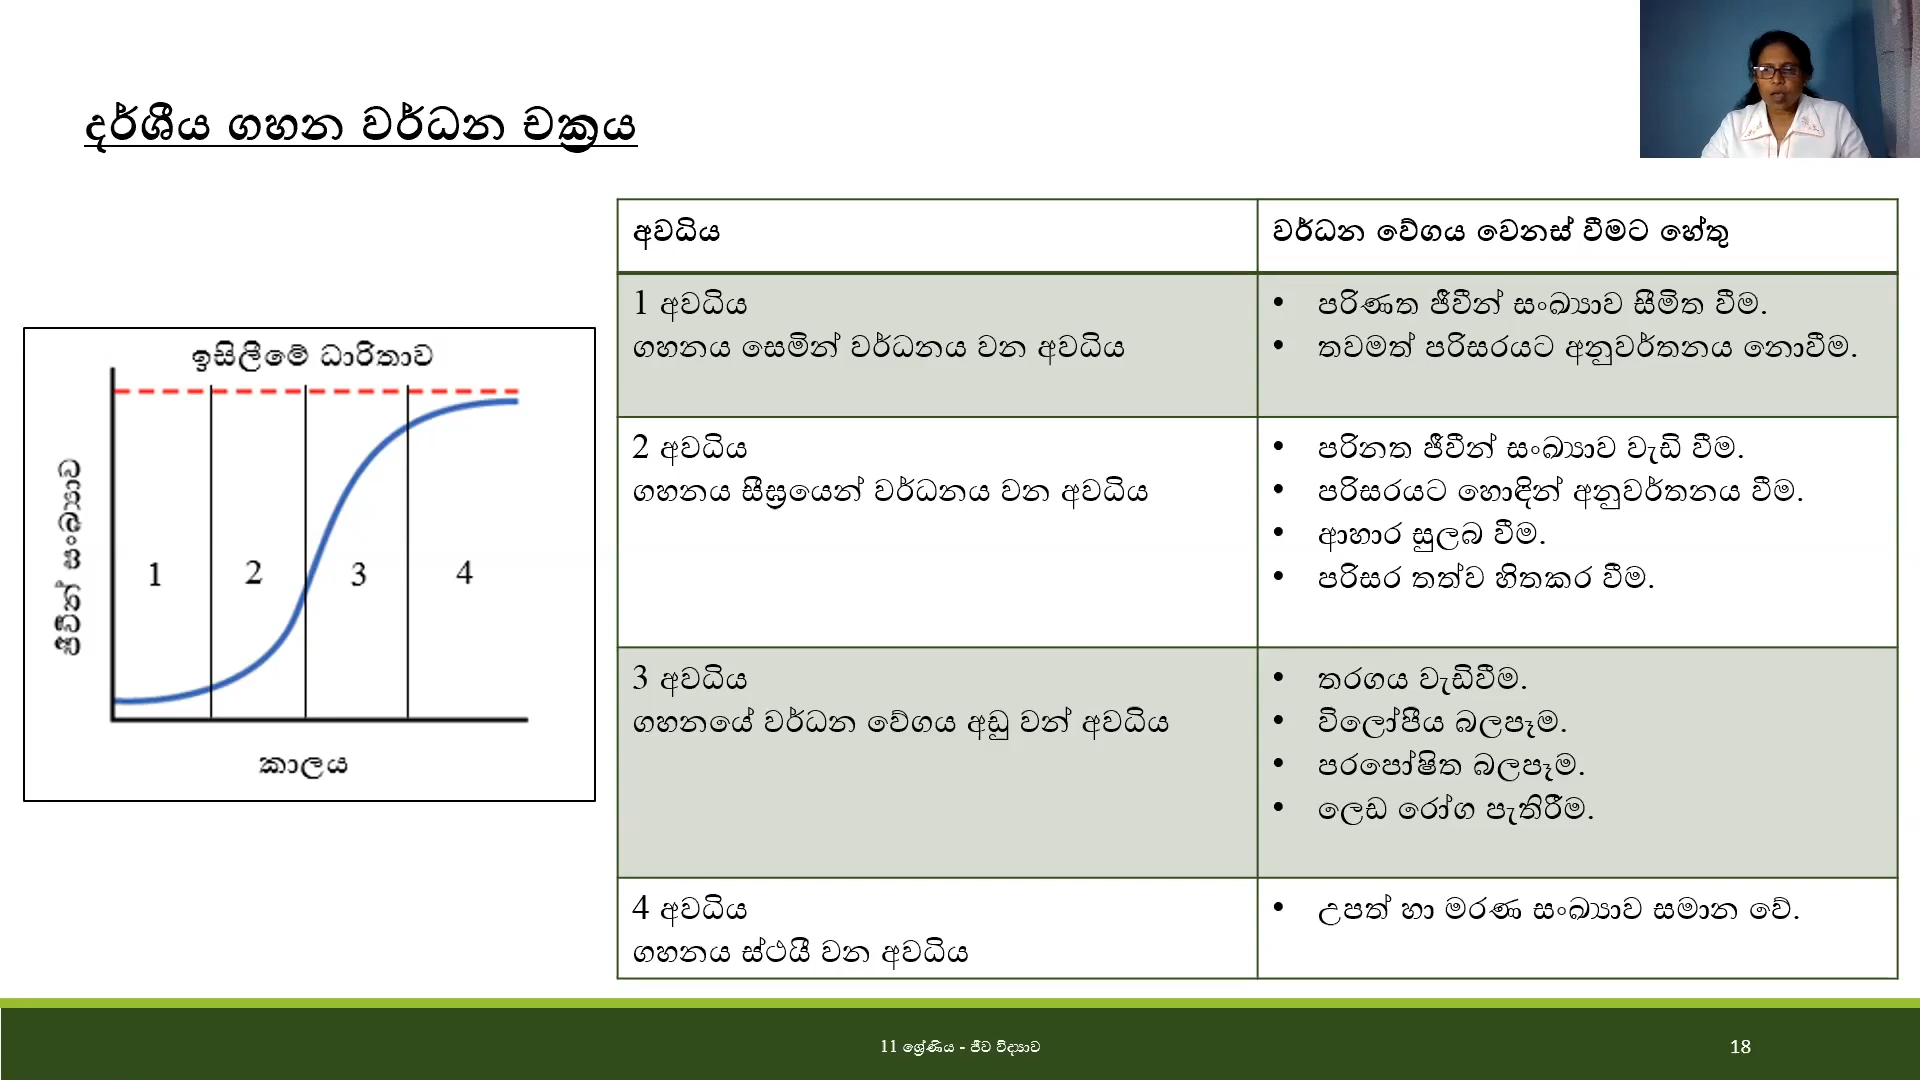 දර්ශීය ගහන වර්ධන චක්‍රය
ඉසිලීමේ ධාරිතාව
ජීවීන් සංඛ්‍යාව
1 2 3 4
කාලය
අවධිය
වර්ධන වේගය වෙනස් වීමට හේතු
1 අවධිය
ගහනය සෙමින් වර්ධනය වන අවධිය
• පරිණත ජීවීන් සංඛ්‍යාව සීමිත වීම.
• තවමත් පරිසරයට අනුවර්තනය නොවීම.
2 අවධිය
ගහනය සීඝ්‍රයෙන් වර්ධනය වන අවධිය
• පරිනත ජීවීන් සංඛ්‍යාව වැඩි වීම.
• පරිසරයට හොඳින් අනුවර්තනය වීම.
• ආහාර සුලබ වීම.
• පරිසර තත්ව හිතකර වීම.
3 අවධිය
ගහනයේ වර්ධන වේගය අඩු වන් අවධිය
• තරගය වැඩිවීම.
• විලෝපීය බලපෑම.
• පරපෝෂිත බලපෑම.
• ලෙඩ රෝග පැතිරීම.
4 අවධිය
ගහනය ස්ථයී වන අවධිය
• උපත් හා මරණ සංඛ්‍යාව සමාන වේ.
11 ශ්‍රේණිය - ජීව විද්‍යාව
18